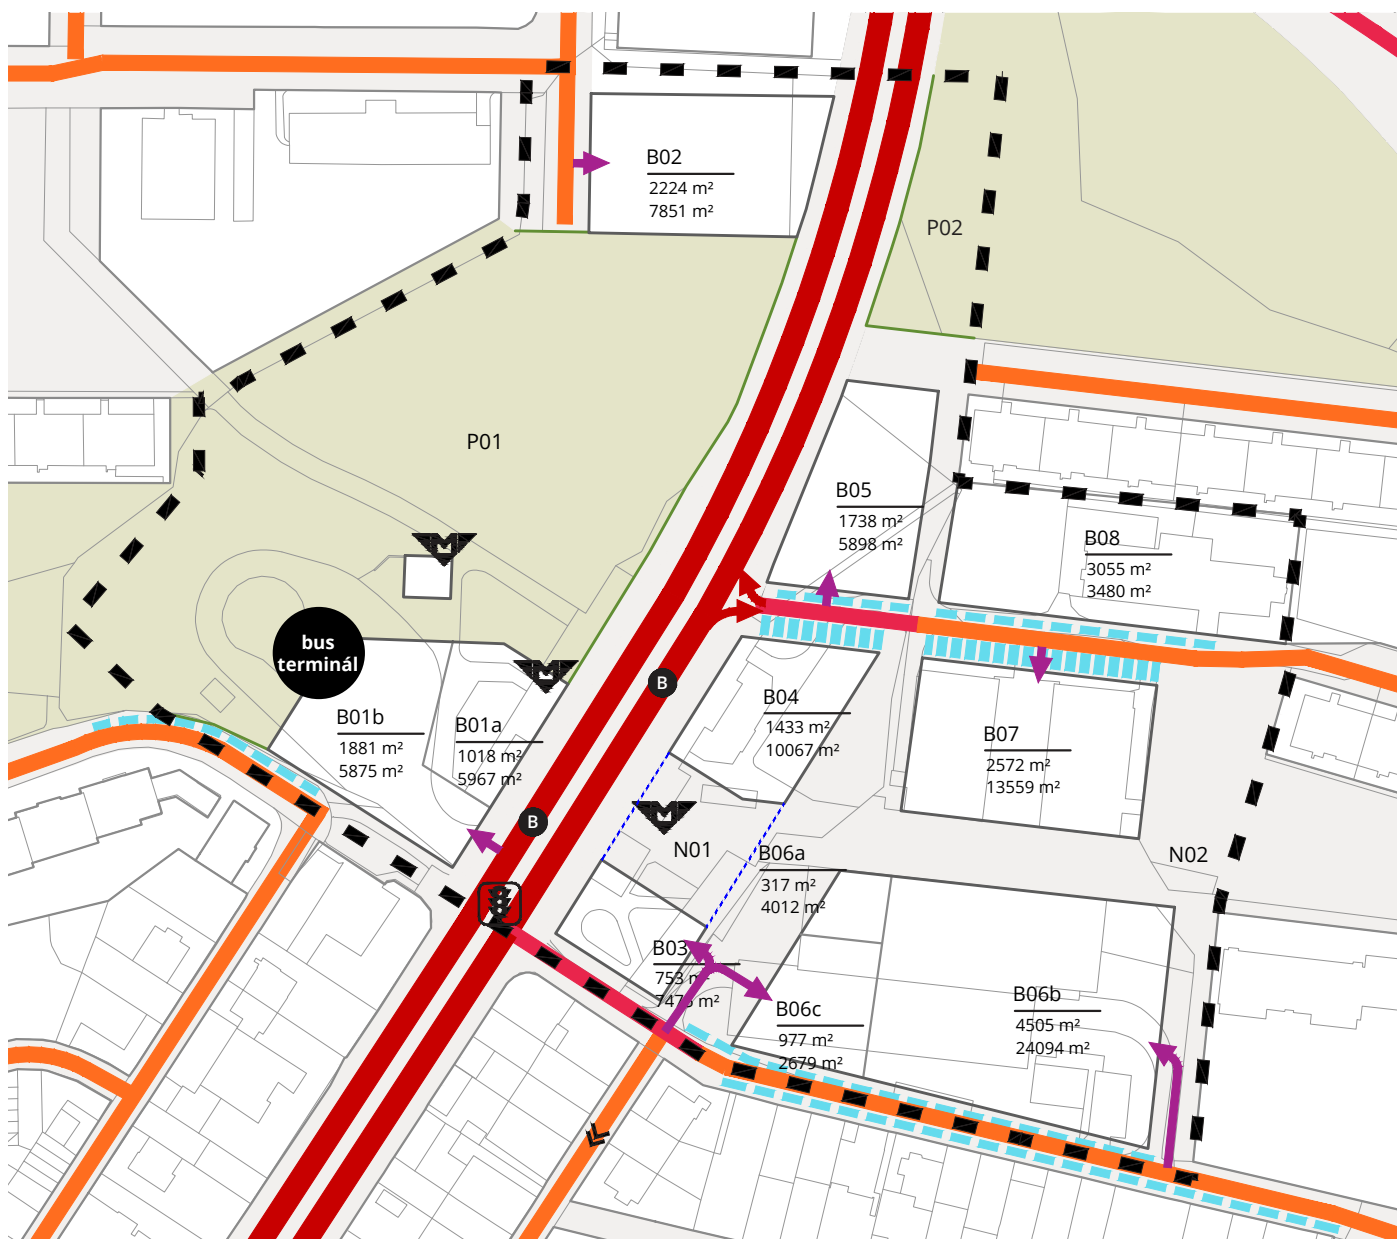 B02
2224 m²
7851 m²
P02
P01
B05
1738 m²
5898 m²
B08
3055 m²
3480 m²
bus
terminál
B
B01b
1881 m²
5875 m²
B01a
1018 m²
5967 m²
B04
1433 m²
10067 m²
B07
2572 m²
13559 m²
B
M
M
M
N01
B06a
317 m²
4012 m²
N02
B03
753 m²
m²
B06c
977 m²
2679 m²
B06b
4505 m²
24094 m²